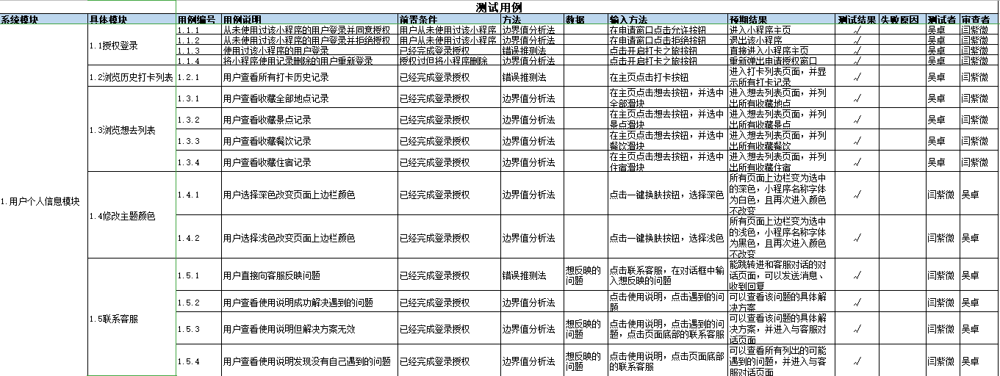 测试用例
系统模块 具体模块 用例编号 用例说明 前置条件 方法 数据 输入方法 预期结果 测试结果 失败原因 测试者 审查者
1.用户个人信息模块
1.1授权登录
1.1.1 从未使用过该小程序的用户登录并同意授权 用户从未使用过该小程序 边界值分析法 在申请窗口点击允许按钮 进入小程序主页 √ 吴卓 闫紫微
1.1.2 从未使用过该小程序的用户登录并拒绝授权 用户从未使用过该小程序 边界值分析法 在申请窗口点击拒绝按钮 退出该小程序 √ 吴卓 闫紫微
1.1.3 使用过该小程序的用户登录 已经完成登录授权 错误推测法 点击开启打卡之旅按钮 直接进入小程序主页 √ 吴卓 闫紫微
1.1.4 将小程序使用记录删除的用户重新登录 授权过但将小程序删除 边界值分析法 点击开启打卡之旅按钮 重新弹出申请授权窗口 √ 吴卓 闫紫微
1.2浏览历史打卡列表
1.2.1 用户查看所有打卡历史记录 已经完成登录授权 错误推测法 在主页点击打卡按钮 进入打卡列表页面，并显
示所有打卡记录 √ 吴卓 闫紫微
1.3浏览想去列表
1.3.1 用户查看收藏全部地点记录 已经完成登录授权 边界值分析法 在主页点击想去按钮，并选中
全部滑块 进入想去列表页面，并列
出所有收藏地点 √ 吴卓 闫紫微
1.3.2 用户查看收藏景点记录 已经完成登录授权 边界值分析法 在主页点击想去按钮，并选中
景点滑块 进入想去列表页面，并列
出所有收藏景点 √ 吴卓 闫紫微
1.3.3 用户查看收藏餐饮记录 已经完成登录授权 边界值分析法 在主页点击想去按钮，并选中
餐饮滑块 进入想去列表页面，并列
出所有收藏餐饮 √ 吴卓 闫紫微
1.3.4 用户查看收藏住宿记录 已经完成登录授权 边界值分析法 在主页点击想去按钮，并选中
住宿滑块 进入想去列表页面，并列
出所有收藏住宿 √ 吴卓 闫紫微
1.4修改主题颜色
1.4.1 用户选择深色改变页面上边栏颜色 已经完成登录授权 边界值分析法 点击一键换肤按钮，选择深色 所有页面上边栏变为选中
的深色，小程序名称字体
为白色，且再次进入颜色
不改变 √ 闫紫微 吴卓
1.4.2 用户选择浅色改变页面上边栏颜色 已经完成登录授权 边界值分析法 点击一键换肤按钮，选择浅色 所有页面上边栏变为选中
的浅色，小程序名称字体
为黑色，且再次进入颜色
不改变 √ 闫紫微 吴卓
1.5联系客服
1.5.1 用户直接向客服反映问题 已经完成登录授权 错误推测法 想反映的
问题 点击联系客服，在对话框中输
入想反映的问题 能跳转进和客服对话的对
话页面，可以发送消息、
收到回复 √ 闫紫微 吴卓
1.5.2 用户查看使用说明成功解决遇到的问题 已经完成登录授权 边界值分析法 点击使用说明，点击遇到的问
题 可以查看该问题的具体解
决方案 √ 闫紫微 吴卓
1.5.3 用户查看使用说明但解决方案无效 已经完成登录授权 边界值分析法 想反映的
问题 点击使用说明，点击遇到的问
题，点击页面底部的联系客服 可以查看该问题的具体解
决方案，并进入与客服对
话页面 √ 闫紫微 吴卓
1.5.4 用户查看使用说明发现没有自己遇到的问题 已经完成登录授权 边界值分析法 想反映的
问题 点击使用说明，点击页面底部
的联系客服 可以查看所有列出的可能
遇到的问题，并进入与客
服对话页面 √ 闫紫微 吴卓